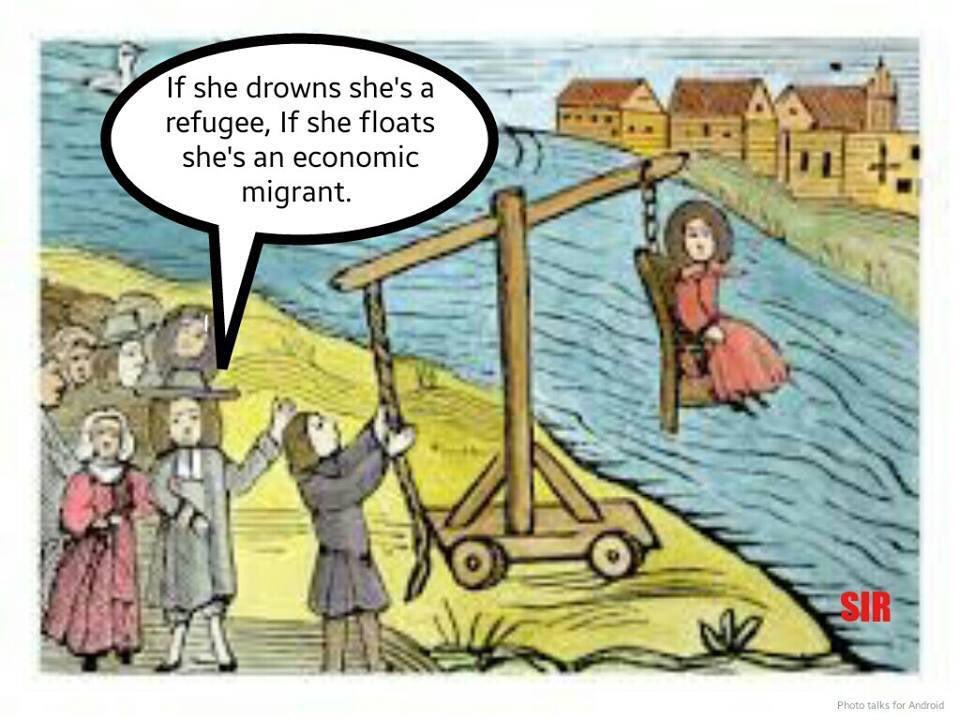 If she drowns she's a
refugee, If she floats
she's an economic
migrant.
SIR
Photo talks for Android